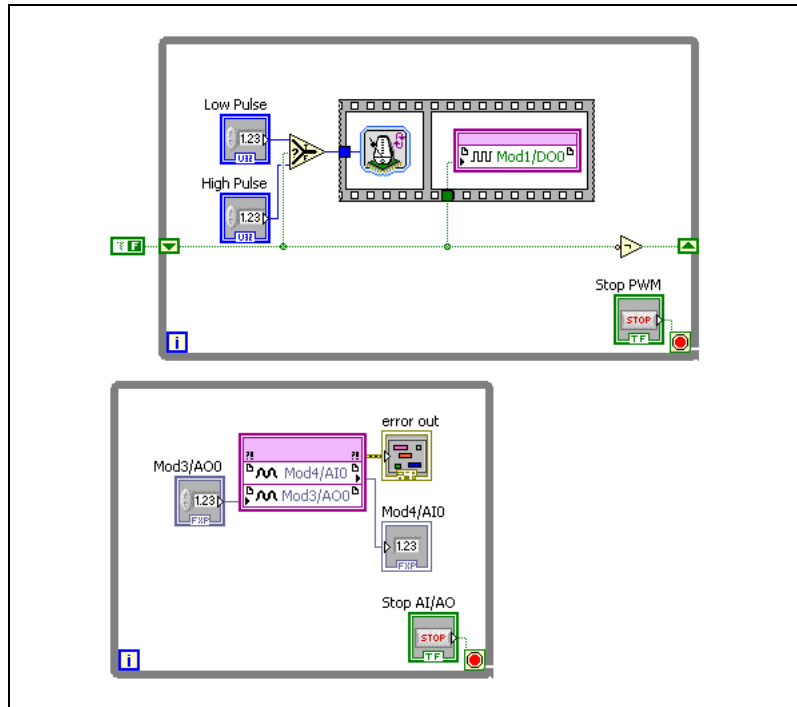 Low Pulse
1.23
U32
T
?
F
High Pulse
1.23
U32
Mod1/DO0
F
Stop PWM
STOP
TF
i
error out
Mod3/AO0
1.23
FXP
?! ?!
Mod4/AI0
Mod3/AO0
Mod4/AI0
1.23
FXP
Stop AI/AO
STOP
TF
i